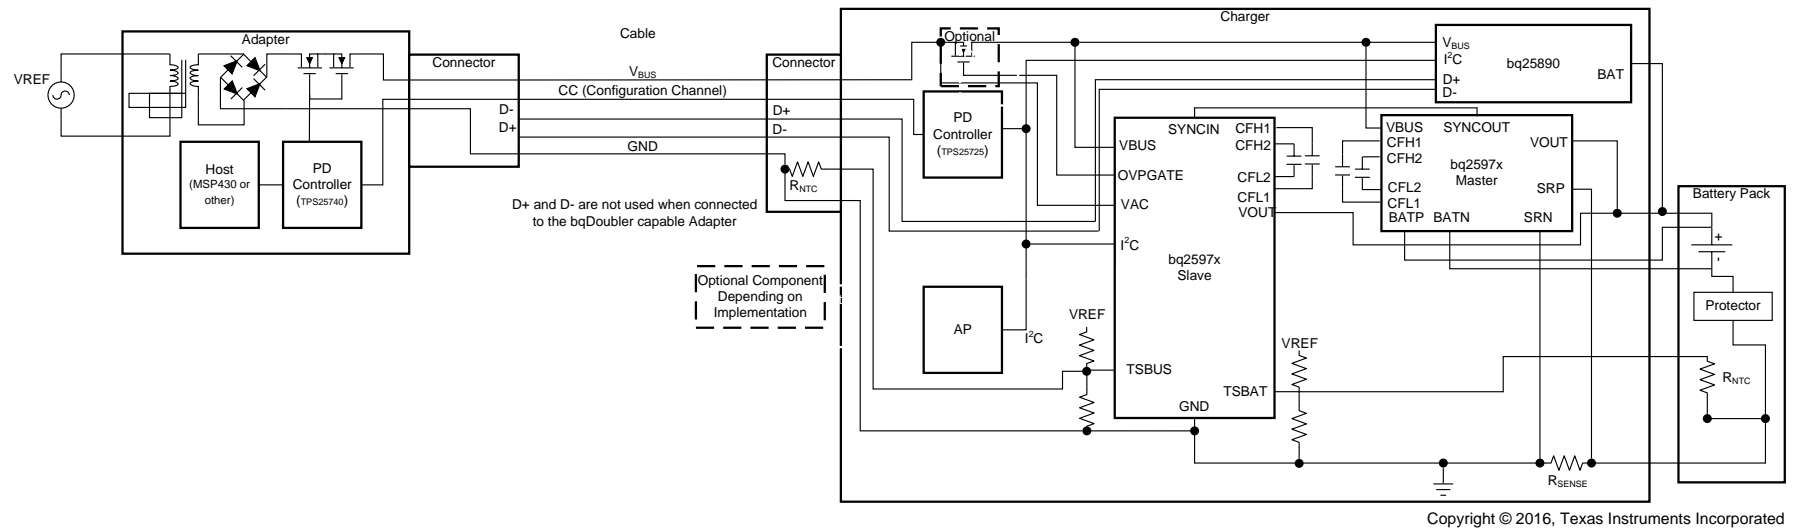 Charger
Adapter
Cable
Optional
VREF
Connector
Connector
VBUS
CC (Configuration Channel)
D-
D+
D+
D-
GND
RNTC
Host
(MSP430 or
other)
PD
Controller
(TPS25740)
D+ and D- are not used when connected
to the bqDoubler capable Adapter
Optional Component
Depending on
Implementation
PD
Controller
(TPS25725)
AP
I2C
VBUS
I2C
D+
D-
bq25890
BAT
SYNCIN
VBUS
OVPGATE
VAC
I2C
CFH1
CFH2
CFL2
CFL1
VOUT
bq2597x
Slave
TSBUS
TSBAT
GND
VREF
VREF
VBUS
CFH1
CFH2
CFL2
CFL1
BATP
BATN
SYNCOUT
bq2597x
Master
VOUT
SRP
SRN
RSENSE
Battery Pack
+
-
Protector
RNTC
Copyright © 2016, Texas Instruments Incorporated